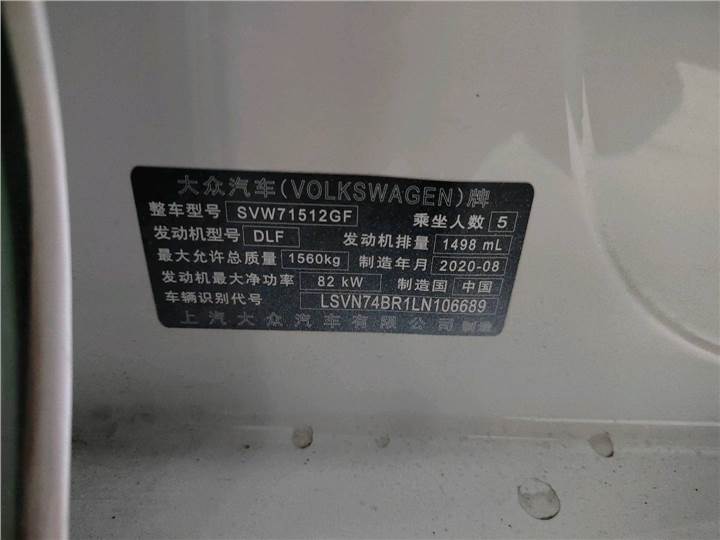 大众汽车(VOLKSWAGEN)牌
整车型号 SVW71512GF 乘坐人数 5
发动机型号 DLF 发动机排量 1498 mL
最大允许总质量 1560kg 制造年月 2020-08
发动机最大净功率 82 kW 制造国 中国
车辆识别代号 LSVN74BR1LN106689
上汽大众汽车有限公司 制造